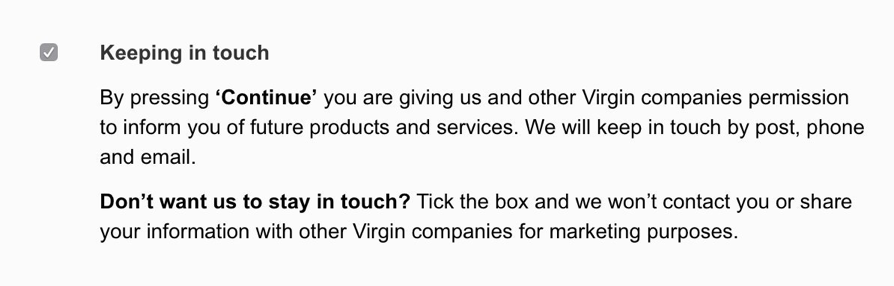 Keeping in touch
By pressing ‘Continue’ you are giving us and other Virgin companies permission
to inform you of future products and services. We will keep in touch by post, phone
and email.
Don’t want us to stay in touch? Tick the box and we won’t contact you or share
your information with other Virgin companies for marketing purposes.